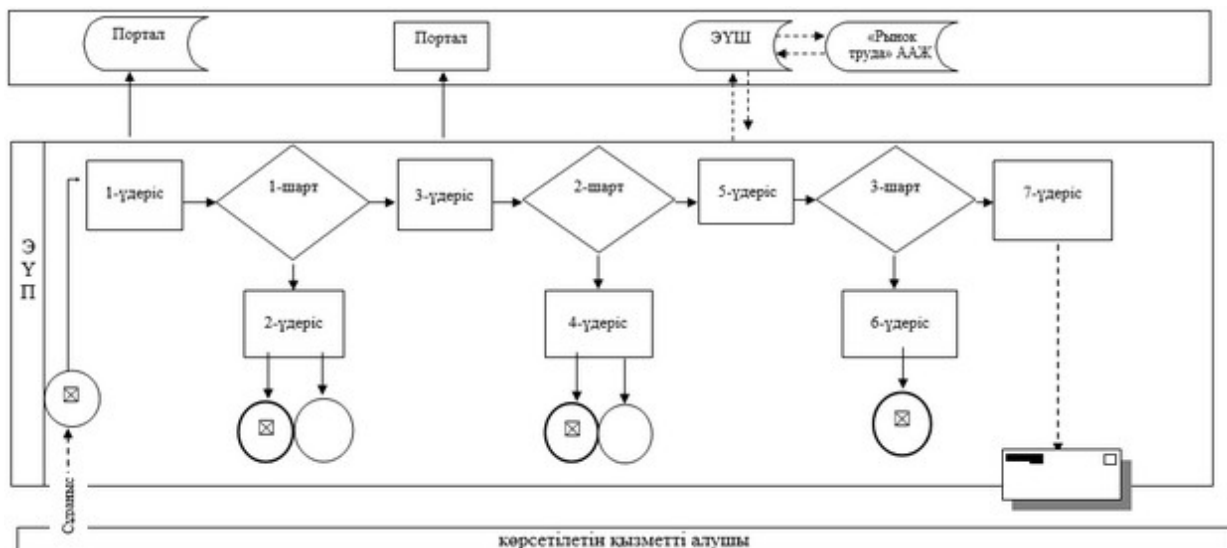 Портал
Портал
ЭҮШ
«Рынок
труда» ААЖ
1-үдеріс
1-шарт
3-үдеріс
2-шарт
5-үдеріс
3-шарт
7-үдеріс
Э
Ү
П
2-үдеріс
4-үдеріс
6-үдеріс
Сұраныс
көрсетілетін қызметті алушы